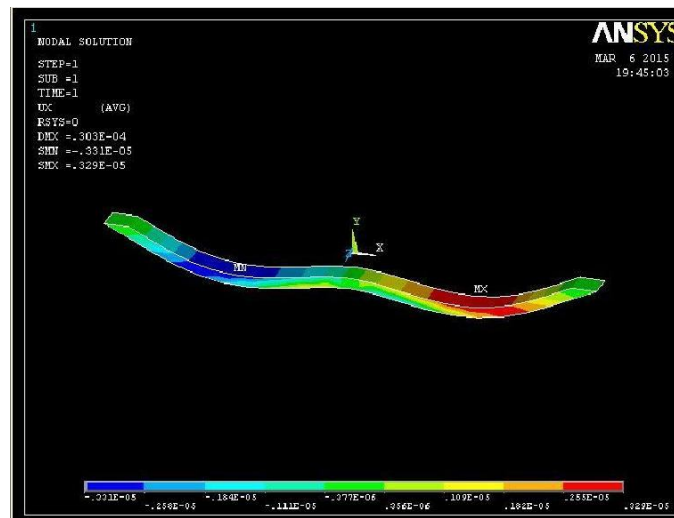 1
NODAL SOLUTION
STEP=1
SUB =1
TIME=1
UX (AVG)
RSYS=0
DMX =.303E-04
SMN =-.331E-05
SMX =.329E-05
ANSYS
MAR 6 2015
19:45:03
Y
Z
X
MN
MX
-.331E-05
-.258E-05
-.184E-05
-.111E-05
-.377E-06
.356E-06
.109E-05
.182E-05
.255E-05
.329E-05